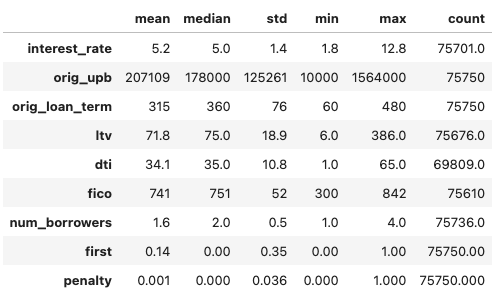 mean median std min max count
interest_rate 5.2 5.0 1.4 1.8 12.8 75701.0
orig_upb 207109 178000 125261 10000 1564000 75750
orig_loan_term 315 360 76 60 480 75750
ltv 71.8 75.0 18.9 6.0 386.0 75676.0
dti 34.1 35.0 10.8 1.0 65.0 69809.0
fico 741 751 52 300 842 75610
num_borrowers 1.6 2.0 0.5 1.0 4.0 75736.0
first 0.14 0.00 0.35 0.00 1.00 75750.00
penalty 0.001 0.000 0.036 0.000 1.000 75750.000